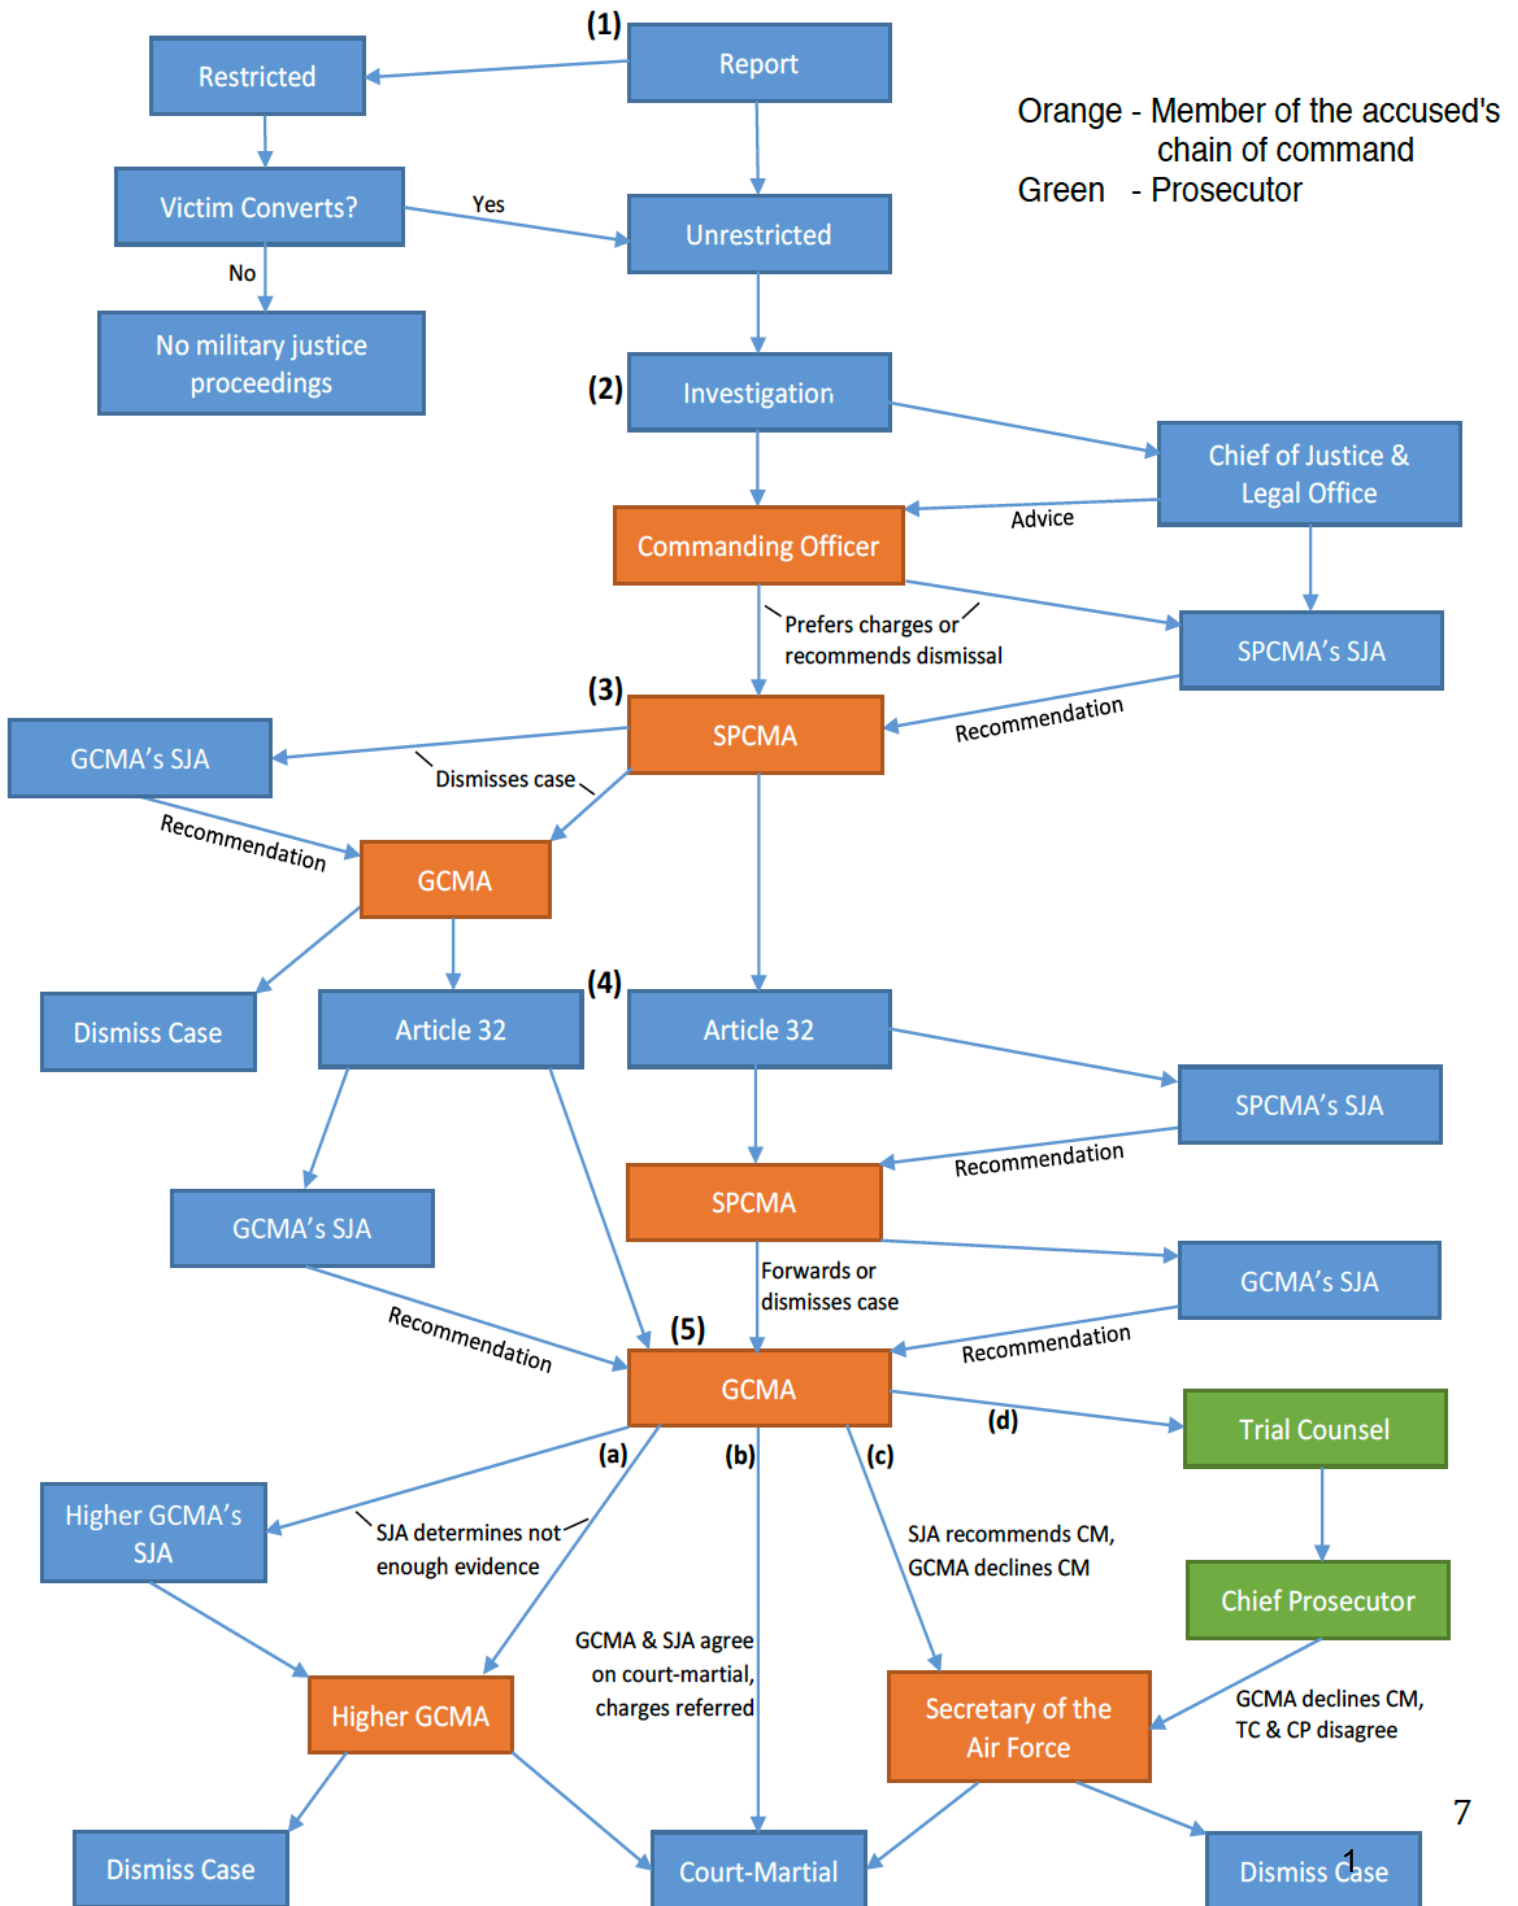 (1)
Report
Restricted
Orange - Member of the accused's
chain of command
Green - Prosecutor
Victim Converts?
Yes
Unrestricted
No
No military justice
proceedings
(2)
Investigation
Chief of Justice &
Legal Office
Advice
Commanding Officer
Prefers charges or
recommends dismissal
SPCMA's SJA
Recommendation
(3)
SPCMA
GCMA's SJA
Dismisses case
Recommendation
GCMA
(4)
Dismiss Case
Article 32
Article 32
SPCMA's SJA
Recommendation
SPCMA
GCMA's SJA
Forwards or
dismisses case
GCMA's SJA
Recommendation
Recommendation
(5)
GCMA
(d)
Trial Counsel
(a)
(b)
(c)
Higher GCMA's
SJA
SJA determines not
enough evidence
SJA recommends CM,
GCMA declines CM
Chief Prosecutor
GCMA & SJA agree
on court-martial,
charges referred
Higher GCMA
Secretary of the
Air Force
GCMA declines CM,
TC & CP disagree
7
Dismiss Case
Court-Martial
Dismiss Case
1